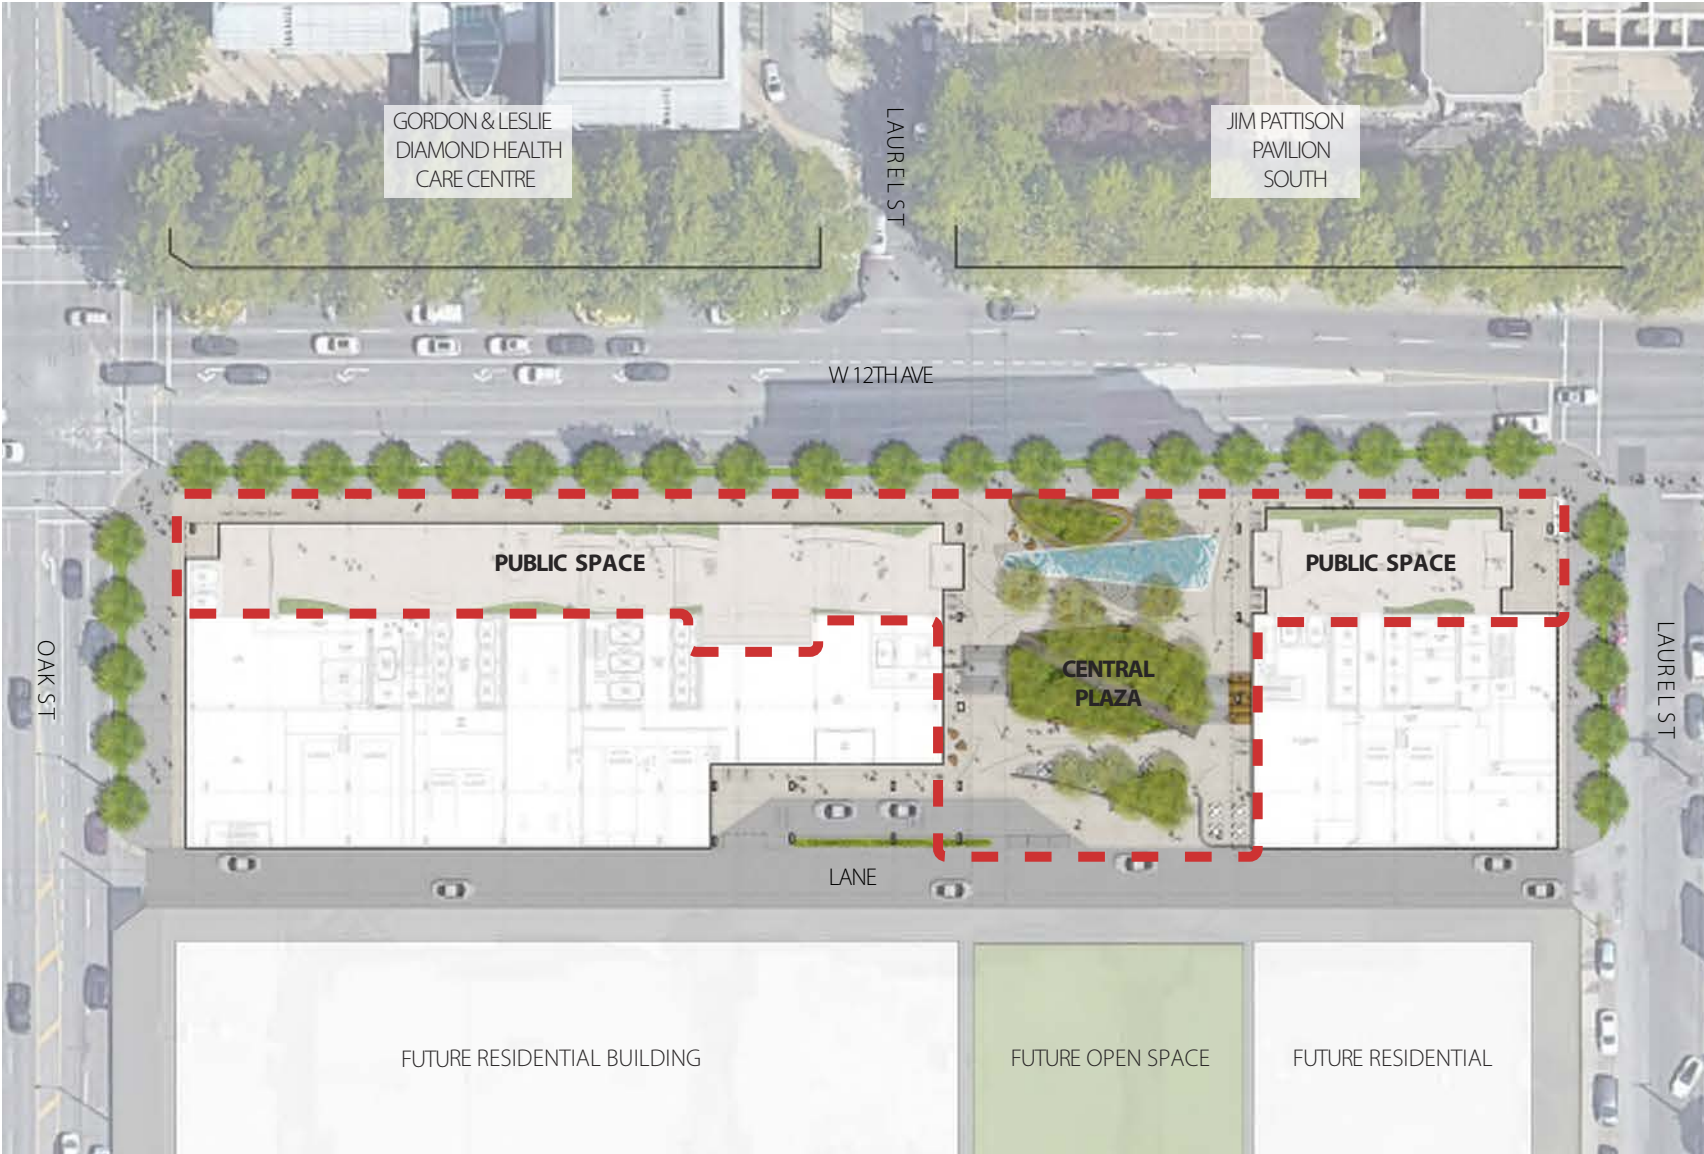 GORDON & LESLIE
DIAMOND HEALTH
CARE CENTRE
LAUREL ST
JIM PATTISON
PAVILION
SOUTH
W 12TH AVE
PUBLIC SPACE
PUBLIC SPACE
OAK ST
CENTRAL
PLAZA
LAUREL ST
LANE
FUTURE RESIDENTIAL BUILDING
FUTURE OPEN SPACE
FUTURE RESIDENTIAL